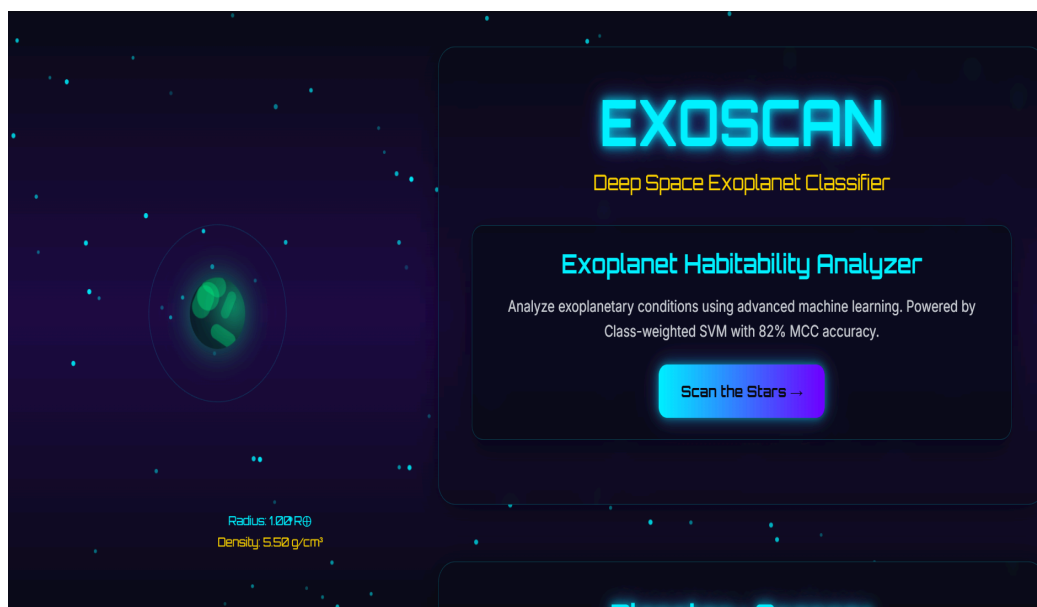 EXOSCAN
Deep Space Exoplanet Classifier
Exoplanet Habitability Analyzer
Analyze exoplanetary conditions using advanced machine learning. Powered by
Class-weighted SVM with 82% MCC accuracy.
Scan the Stars →
Radius: 1.00 R⊕
Density: 5.50 g/cm³